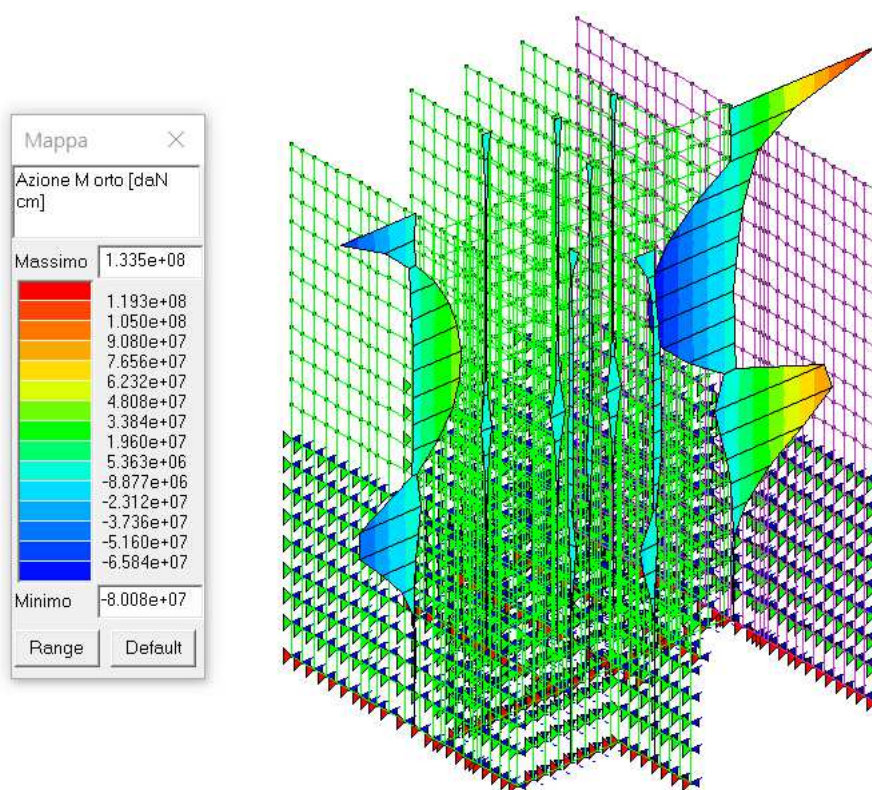 Mappa
Azione M orto [daN
cm]
Massimo 1.335e+08
1.193e+08
1.050e+08
9.080e+07
7.656e+07
6.232e+07
4.808e+07
3.384e+07
1.960e+07
5.363e+06
-8.877e+06
-2.312e+07
-3.736e+07
-5.160e+07
-6.584e+07
Minimo -8.008e+07
Range Default